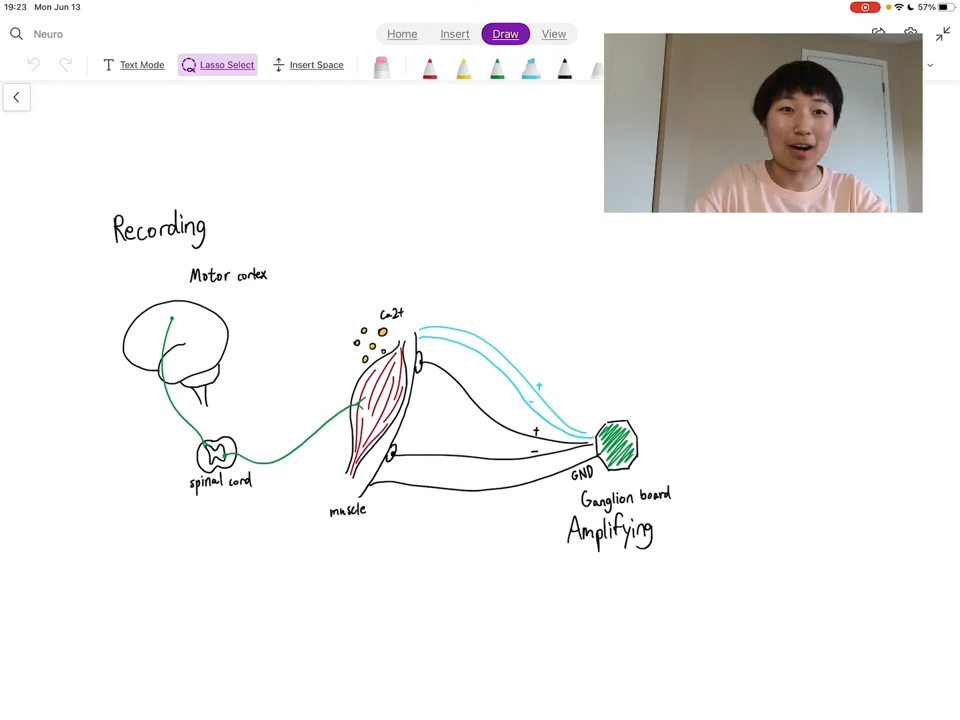 19:23 Mon Jun 13
57%
Neuro
Home Insert Draw View
Text Mode Lasso Select Insert Space
Recording
Motor cortex
Ca2+
+
-
+
-
spinal cord
GND
muscle
Ganglion board
Amplifying